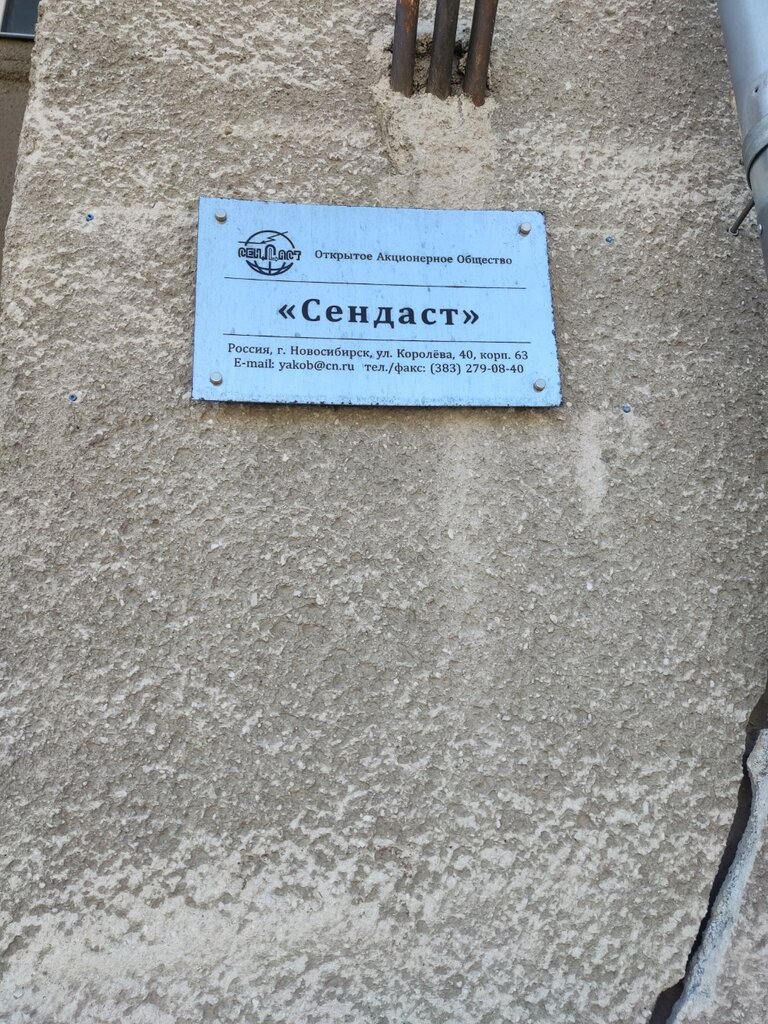 СЕНДАСТ
Открытое Акционерное Общество
«Сендаст»
Россия, г. Новосибирск, ул. Королёва, 40, корп. 63
E-mail: yakob@cn.ru тел./факс: (383) 279-08-40